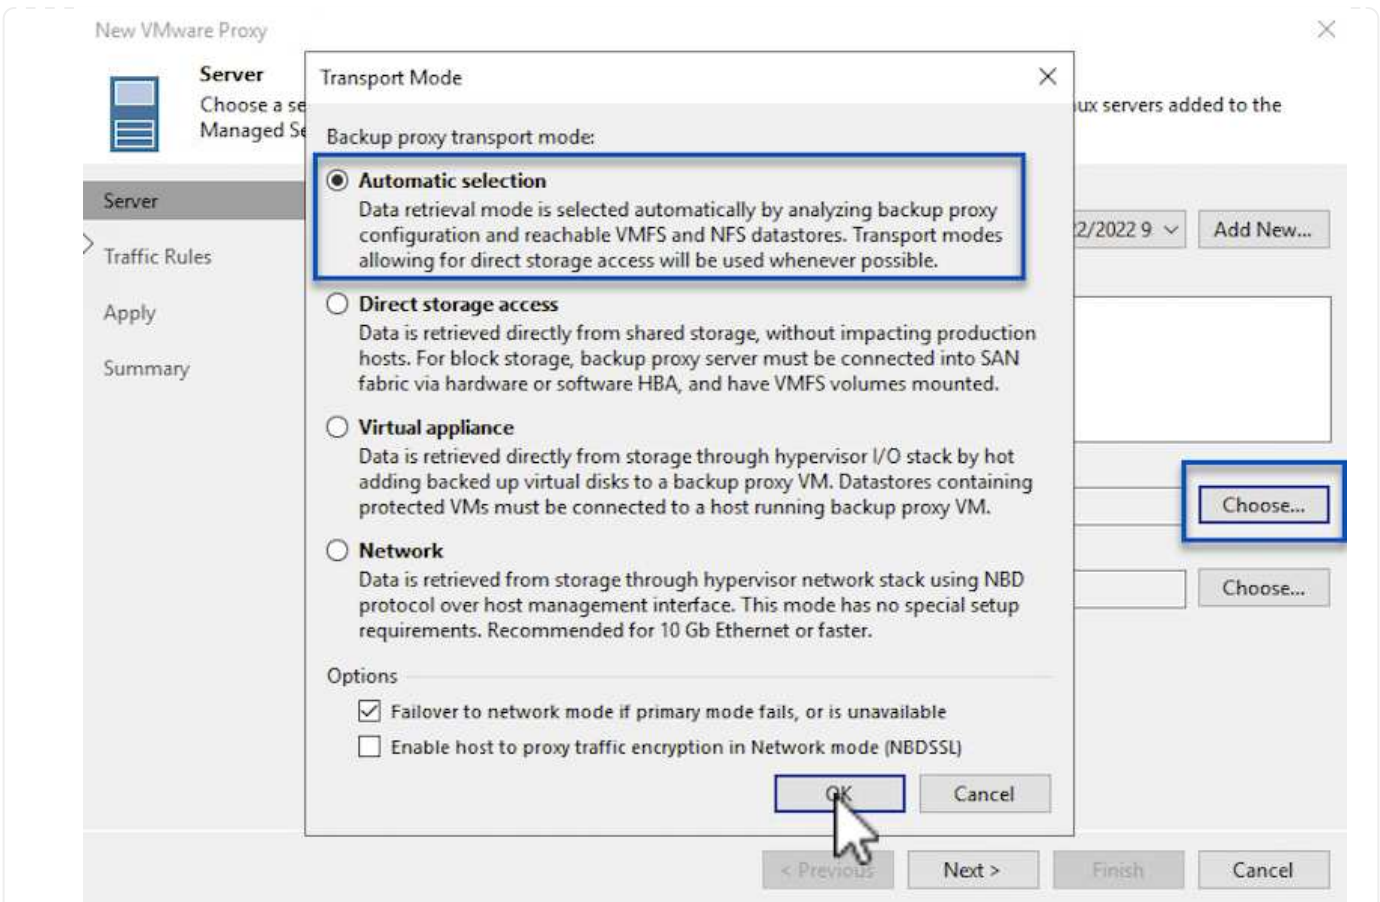 New VMware Proxy
Server
Choose a se
ux servers added to the
Managed Se
Transport Mode
Backup proxy transport mode:
Automatic selection
Data retrieval mode is selected automatically by analyzing backup proxy
configuration and reachable VMFS and NFS datastores. Transport modes
allowing for direct storage access will be used whenever possible.
Direct storage access
Data is retrieved directly from shared storage, without impacting production
hosts. For block storage, backup proxy server must be connected into SAN
fabric via hardware or software HBA, and have VMFS volumes mounted.
Virtual appliance
Data is retrieved directly from storage through hypervisor I/O stack by hot
adding backed up virtual disks to a backup proxy VM. Datastores containing
protected VMs must be connected to a host running backup proxy VM.
Network
Data is retrieved from storage through hypervisor network stack using NBD
protocol over host management interface. This mode has no special setup
requirements. Recommended for 10 Gb Ethernet or faster.
Options
Failover to network mode if primary mode fails, or is unavailable
Enable host to proxy traffic encryption in Network mode (NBDSSL)
OK
Cancel
Server
Traffic Rules
Apply
Summary
2/2022 9
Add New...
Choose...
Choose...
< Previous
Next >
Finish
Cancel